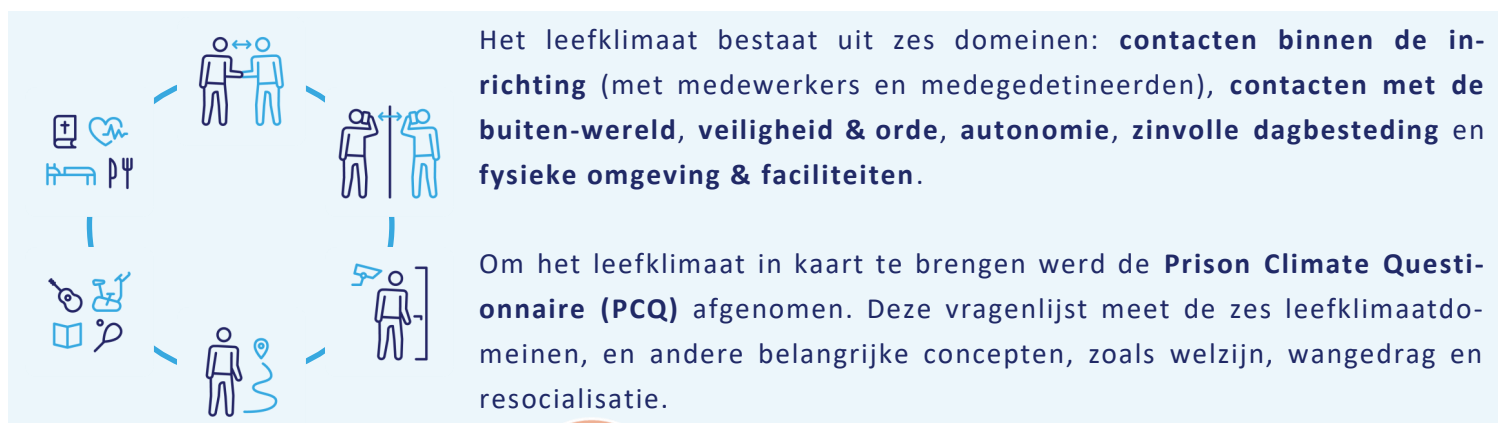 Het leefklimaat bestaat uit zes domeinen: contacten binnen de in-
richting (met medewerkers en medegedetineerden), contacten met de
buiten-wereld, veiligheid & orde, autonomie, zinvolle dagbesteding en
fysieke omgeving & faciliteiten.
Om het leefklimaat in kaart te brengen werd de Prison Climate Questi-
onnaire (PCQ) afgenomen. Deze vragenlijst meet de zes leefklimaatdo-
meinen, en andere belangrijke concepten, zoals welzijn, wangedrag en
resocialisatie.